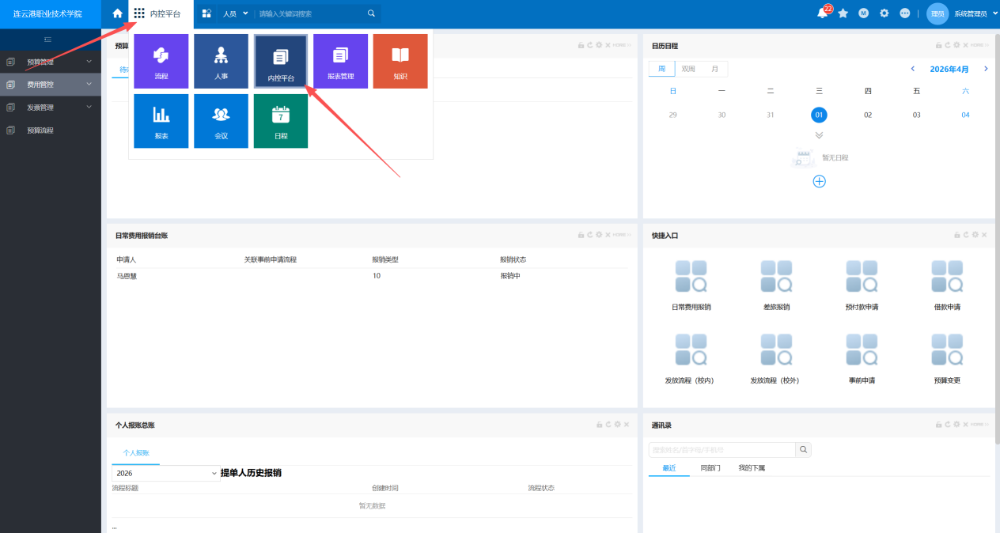 连云港职业技术学院
内控平台
人员
请输入关键词搜索
22
M
理员
系统管理员
预算管理
费用管控
发票管理
预算流程
流程
人事
内控平台
报表管理
知识
报表
会议
7
日程
预算
待
日历日程
周 双周 月
2026年4月
日 一 二 三 四 五 六
29 30 31 01 02 03 04
暂无日程
日常费用报销台账
申请人 关联事前申请流程 报销类型 报销状态
马恩慧 10 报销中
快捷入口
日常费用报销 差旅报销 预付款申请 借款申请
发放流程（校内） 发放流程（校外） 事前申请 预算变更
个人报账总账
个人报账
2026 提单人历史报销
流程标题 创建时间 流程状态
暂无数据
...
通讯录
搜索姓名/首字母/手机号
最近 同部门 我的下属